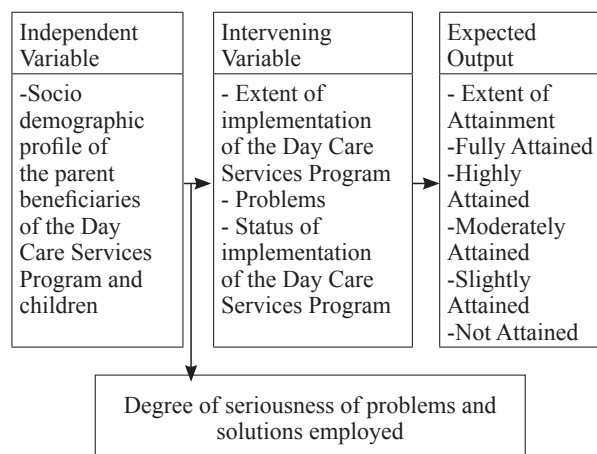 Independent
Variable
-Socio
demographic
profile of
the parent
beneficiaries
of the Day
Care Services
Program and
children
Intervening
Variable
- Extent of
implementation
of the Day Care
Services Program
- Problems
- Status of
implementation
of the Day Care
Services Program
Expected
Output
- Extent of
Attainment
-Fully Attained
-Highly
Attained
-Moderately
Attained
-Slightly
Attained
-Not Attained
Degree of seriousness of problems and
solutions employed